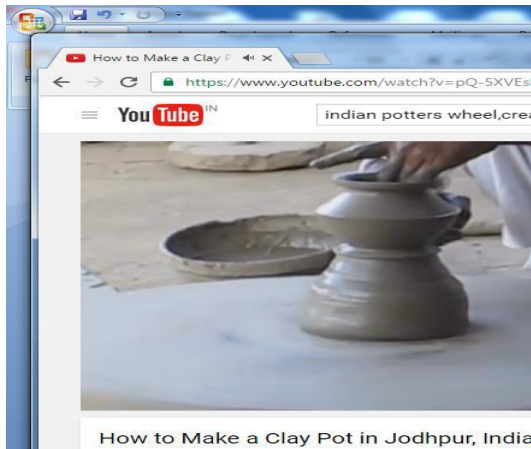 How to Make a Clay P
https://www.youtube.com/watch?v=pQ-5XVEs
YouTube IN
indian potters wheel,crea
How to Make a Clay Pot in Jodhpur, India